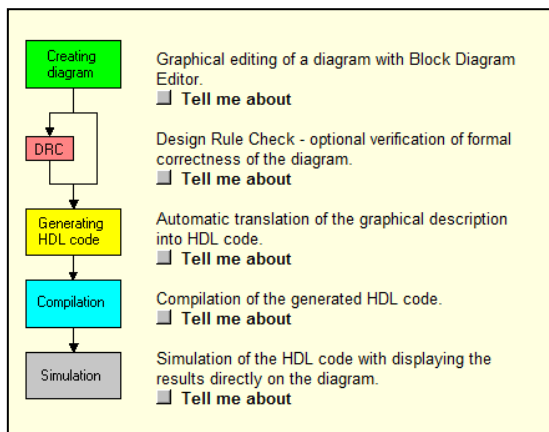 Creating
diagram
Graphical editing of a diagram with Block Diagram
Editor.
Tell me about
DRC
Design Rule Check - optional verification of formal
correctness of the diagram.
Tell me about
Generating
HDL code
Automatic translation of the graphical description
into HDL code.
Tell me about
Compilation
Compilation of the generated HDL code.
Tell me about
Simulation
Simulation of the HDL code with displaying the
results directly on the diagram.
Tell me about